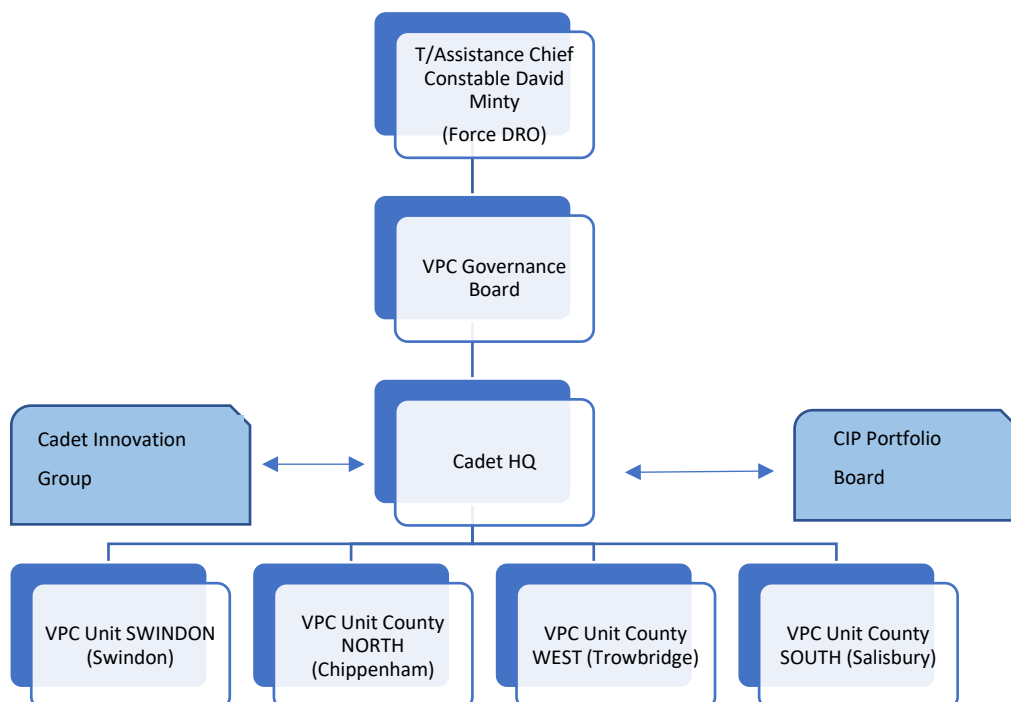 T/Assistance Chief
Constable David
Minty
(Force DRO)
VPC Governance
Board
Cadet Innovation
Group
Cadet HQ
CIP Portfolio
Board
VPC Unit SWINDON
(Swindon)
VPC Unit County
NORTH
(Chippenham)
VPC Unit County
WEST (Trowbridge)
VPC Unit County
SOUTH (Salisbury)